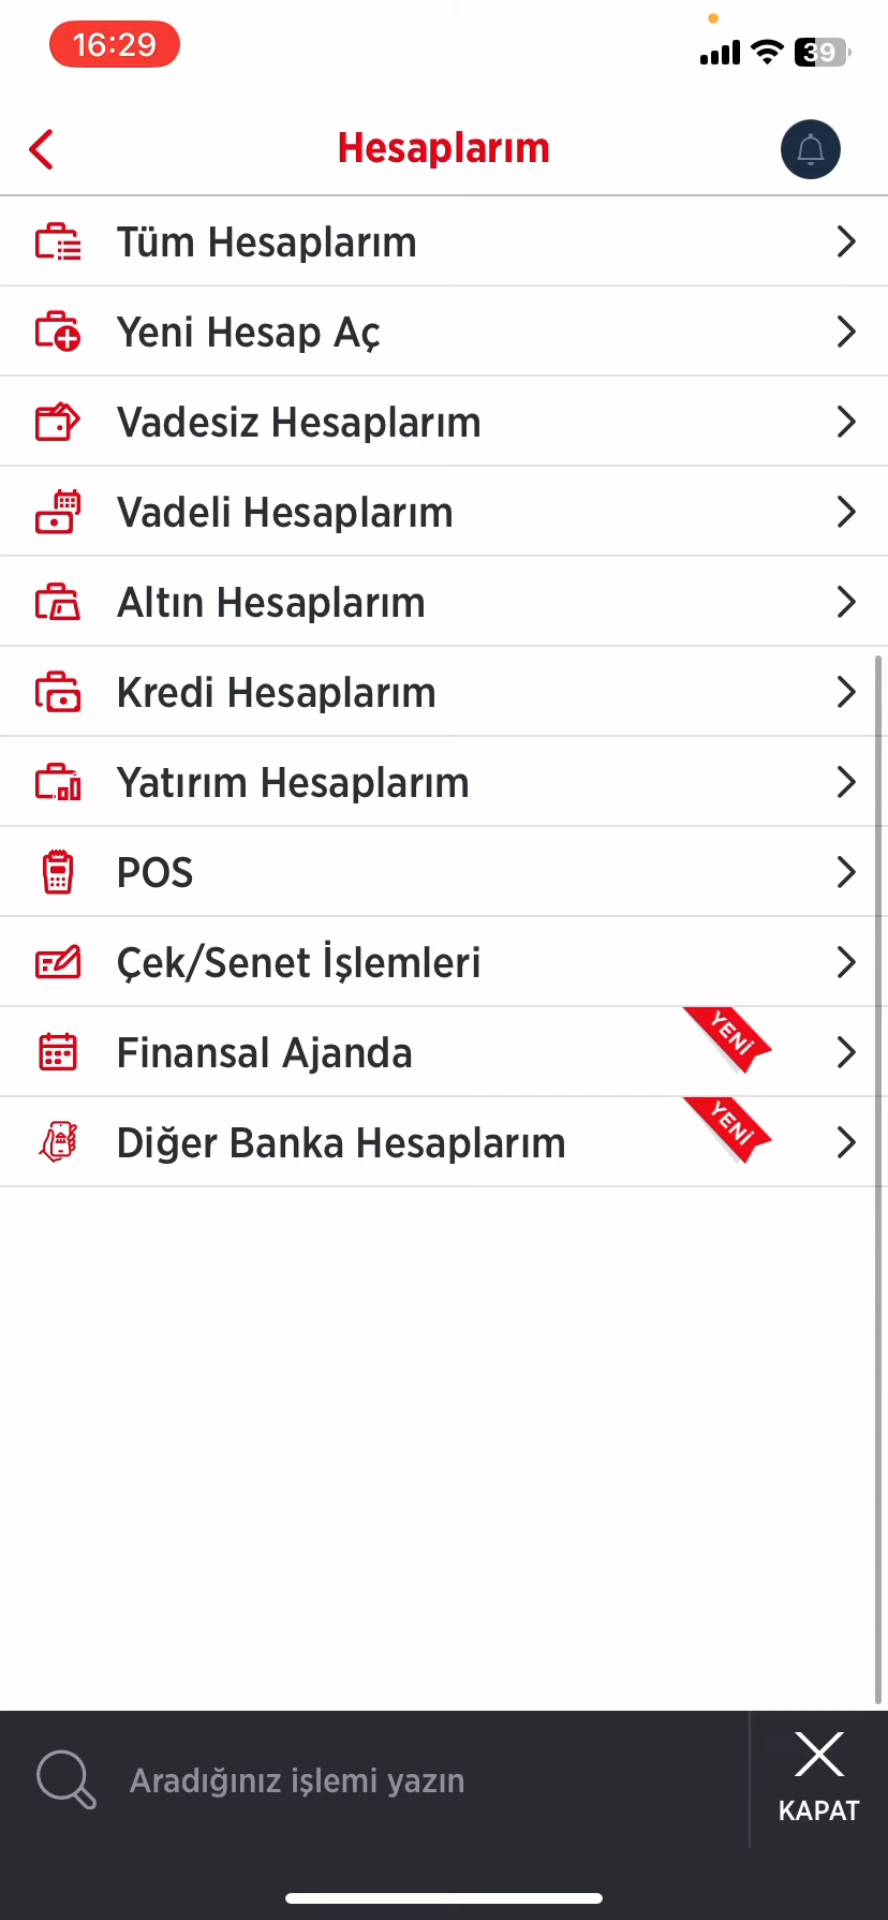 16:29
39
Hesaplarım
Tüm Hesaplarım
Yeni Hesap Aç
Vadesiz Hesaplarım
Vadeli Hesaplarım
Altın Hesaplarım
Kredi Hesaplarım
Yatırım Hesaplarım
POS
Çek/Senet İşlemleri
Finansal Ajanda
YENİ
Diğer Banka Hesaplarım
YENİ
Aradığınız işlemi yazın
KAPAT